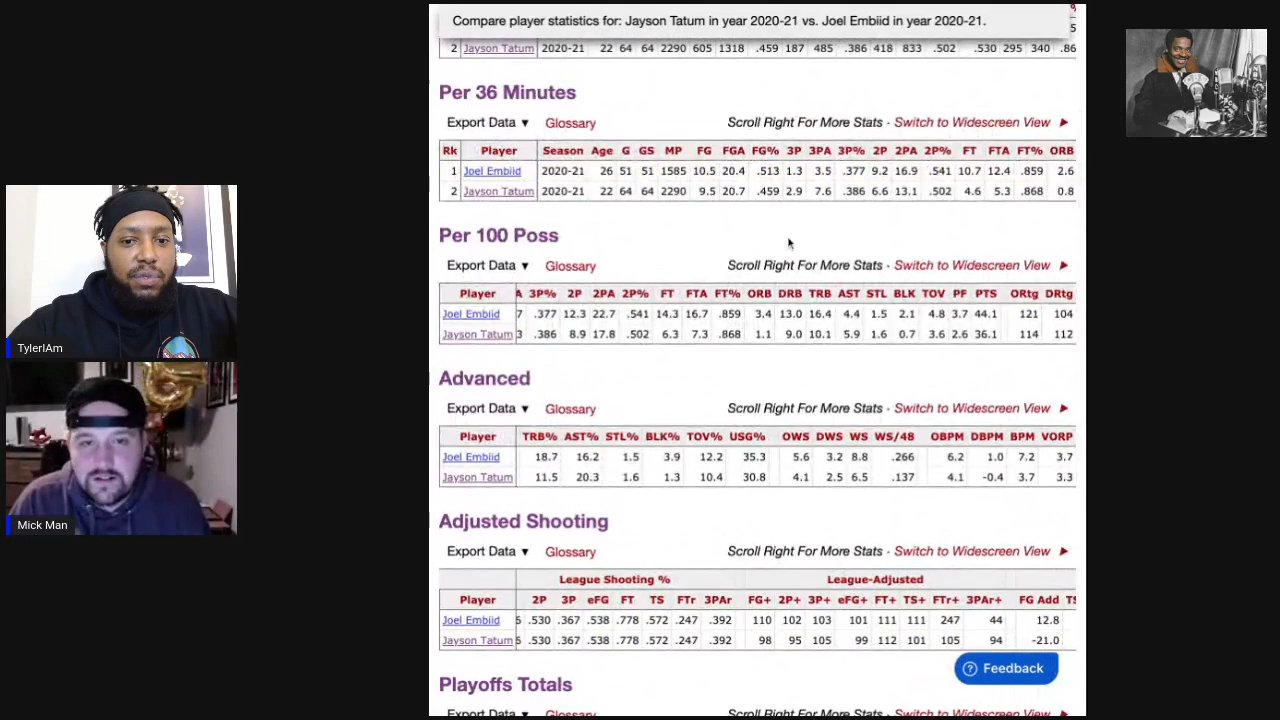 %
Compare player statistics for: Jayson Tatum in year 2020-21 vs. Joel Embiid in year 2020-21.
5
2 Jayson Tatum 2020-21 22 64 64 2290 605 1318 .459 187 485 .386 418 833 .502 .530 295 340 .86
Per 36 Minutes
Export Data ▼ Glossary Scroll Right For More Stats · Switch to Widescreen View ►
Rk Player Season Age G GS MP FG FGA FG% 3P 3PA 3P% 2P 2PA 2P% FT FTA FT% ORB
1 Joel Embiid 2020-21 26 51 51 1585 10.5 20.4 .513 1.3 3.5 .377 9.2 16.9 .541 10.7 12.4 .859 2.6
2 Jayson Tatum 2020-21 22 64 64 2290 9.5 20.7 .459 2.9 7.6 .386 6.6 13.1 .502 4.6 5.3 .868 0.8
Per 100 Poss
Export Data ▼ Glossary Scroll Right For More Stats · Switch to Widescreen View ►
Player A 3P% 2P 2PA 2P% FT FTA FT% ORB DRB TRB AST STL BLK TOV PF PTS ORtg DRtg
Joel Embiid 7 .377 12.3 22.7 .541 14.3 16.7 .859 3.4 13.0 16.4 4.4 1.5 2.1 4.8 3.7 44.1 121 104
Jayson Tatum 3 .386 8.9 17.8 .502 6.3 7.3 .868 1.1 9.0 10.1 5.9 1.6 0.7 3.6 2.6 36.1 114 112
Advanced
Export Data ▼ Glossary Scroll Right For More Stats · Switch to Widescreen View ►
Player TRB% AST% STL% BLK% TOV% USG% OWS DWS WS WS/48 OBPM DBPM BPM VORP
Joel Embiid 18.7 16.2 1.5 3.9 12.2 35.3 5.6 3.2 8.8 .266 6.2 1.0 7.2 3.7
Jayson Tatum 11.5 20.3 1.6 1.3 10.4 30.8 4.1 2.5 6.5 .137 4.1 -0.4 3.7 3.3
Adjusted Shooting
Export Data ▼ Glossary Scroll Right For More Stats · Switch to Widescreen View ►
League Shooting % League-Adjusted
Player 2P 3P eFG FT TS FTr 3PAr FG+ 2P+ 3P+ eFG+ FT+ TS+ FTr+ 3PAr+ FG Add TS
Joel Embiid 6 .530 .367 .538 .778 .572 .247 .392 110 102 103 101 111 111 247 44 12.8
Jayson Tatum 6 .530 .367 .538 .778 .572 .247 .392 98 95 105 99 112 101 105 94 -21.0
Feedback
Playoffs Totals
Export Data ▼ Glossary Scroll Right For More Stats · Switch to Widescreen View ►
TylerIAm
Mick Man